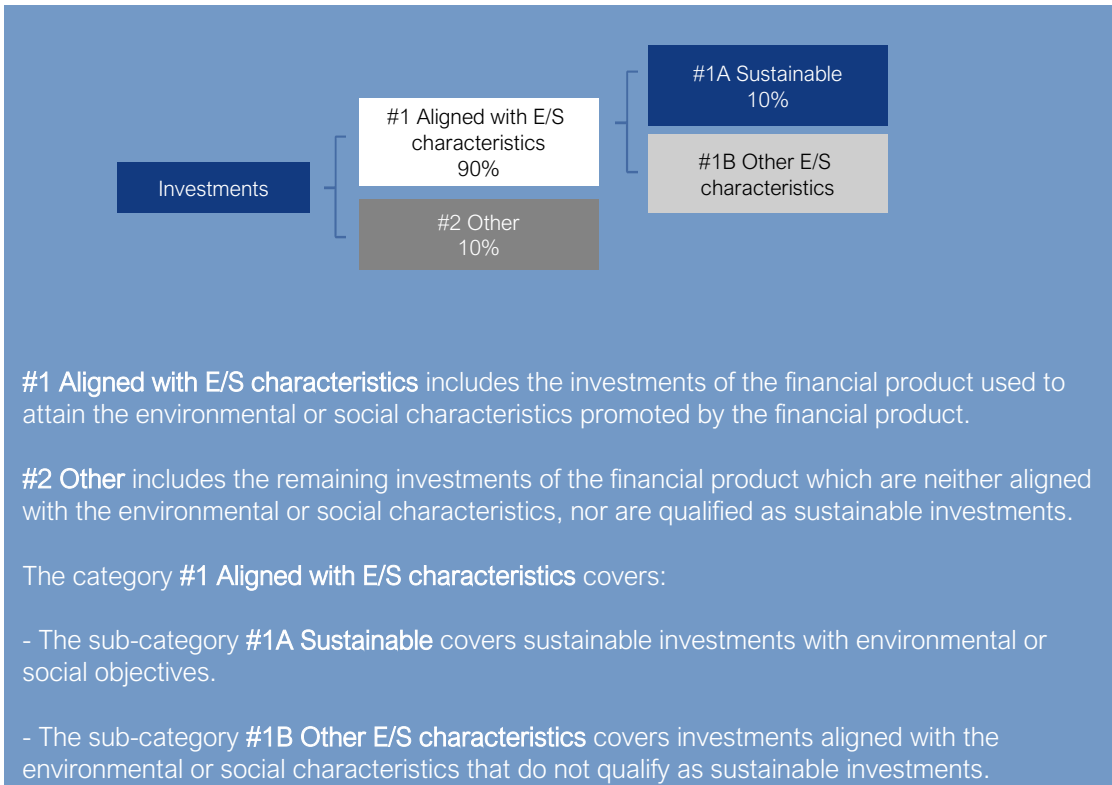 Investments
#1 Aligned with E/S
characteristics
90%
#2 Other
10%
#1A Sustainable
10%
#1B Other E/S
characteristics
#1 Aligned with E/S characteristics includes the investments of the financial product used to
attain the environmental or social characteristics promoted by the financial product.
#2 Other includes the remaining investments of the financial product which are neither aligned
with the environmental or social characteristics, nor are qualified as sustainable investments.
The category #1 Aligned with E/S characteristics covers:
- The sub-category #1A Sustainable covers sustainable investments with environmental or
social objectives.
- The sub-category #1B Other E/S characteristics covers investments aligned with the
environmental or social characteristics that do not qualify as sustainable investments.